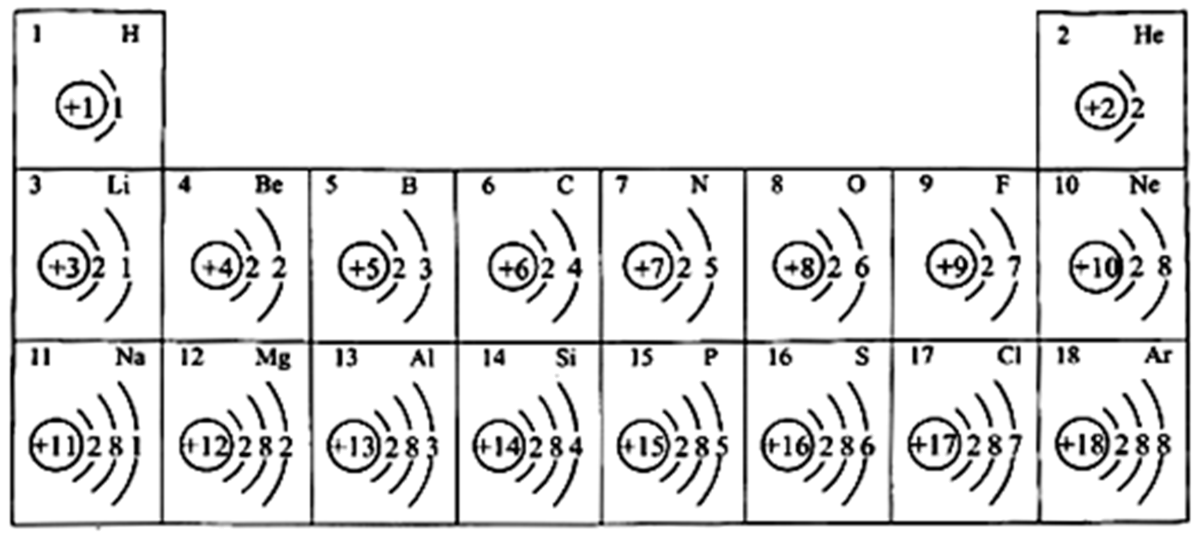 1 H 2 He
+1 1 +2 2
3 Li 4 Be 5 B 6 C 7 N 8 O 9 F 10 Ne
+3 2 1 +4 2 2 +5 2 3 +6 2 4 +7 2 5 +8 2 6 +9 2 7 +10 2 8
11 Na 12 Mg 13 Al 14 Si 15 P 16 S 17 Cl 18 Ar
+11 2 8 1 +12 2 8 2 +13 2 8 3 +14 2 8 4 +15 2 8 5 +16 2 8 6 +17 2 8 7 +18 2 8 8